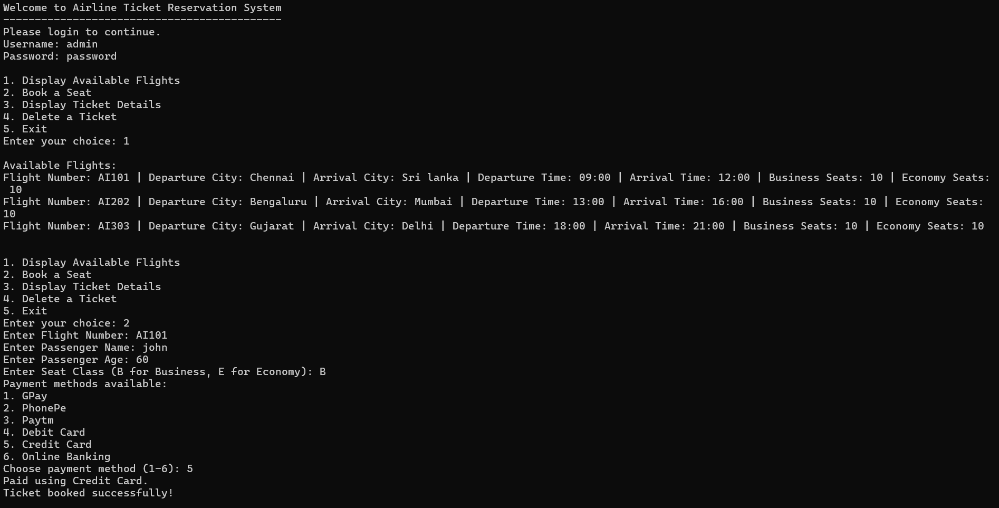 Welcome to Airline Ticket Reservation System
--------------------------------------------
Please login to continue.
Username: admin
Password: password
1. Display Available Flights
2. Book a Seat
3. Display Ticket Details
4. Delete a Ticket
5. Exit
Enter your choice: 1
Available Flights:
Flight Number: AI101 | Departure City: Chennai | Arrival City: Sri lanka | Departure Time: 09:00 | Arrival Time: 12:00 | Business Seats: 10 | Economy Seats:
10
Flight Number: AI202 | Departure City: Bengaluru | Arrival City: Mumbai | Departure Time: 13:00 | Arrival Time: 16:00 | Business Seats: 10 | Economy Seats:
10
Flight Number: AI303 | Departure City: Gujarat | Arrival City: Delhi | Departure Time: 18:00 | Arrival Time: 21:00 | Business Seats: 10 | Economy Seats: 10
1. Display Available Flights
2. Book a Seat
3. Display Ticket Details
4. Delete a Ticket
5. Exit
Enter your choice: 2
Enter Flight Number: AI101
Enter Passenger Name: john
Enter Passenger Age: 60
Enter Seat Class (B for Business, E for Economy): B
Payment methods available:
1. GPay
2. PhonePe
3. Paytm
4. Debit Card
5. Credit Card
6. Online Banking
Choose payment method (1-6): 5
Paid using Credit Card.
Ticket booked successfully!